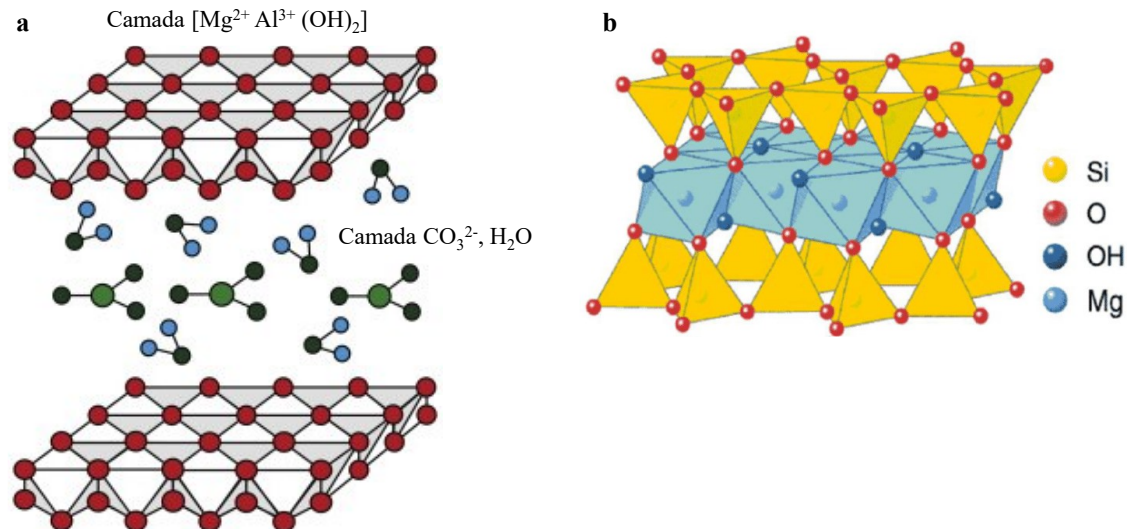 a
Camada [Mg²⁺ Al³⁺ (OH)₂]
Camada CO₃²⁻, H₂O
b
Si
O
OH
Mg